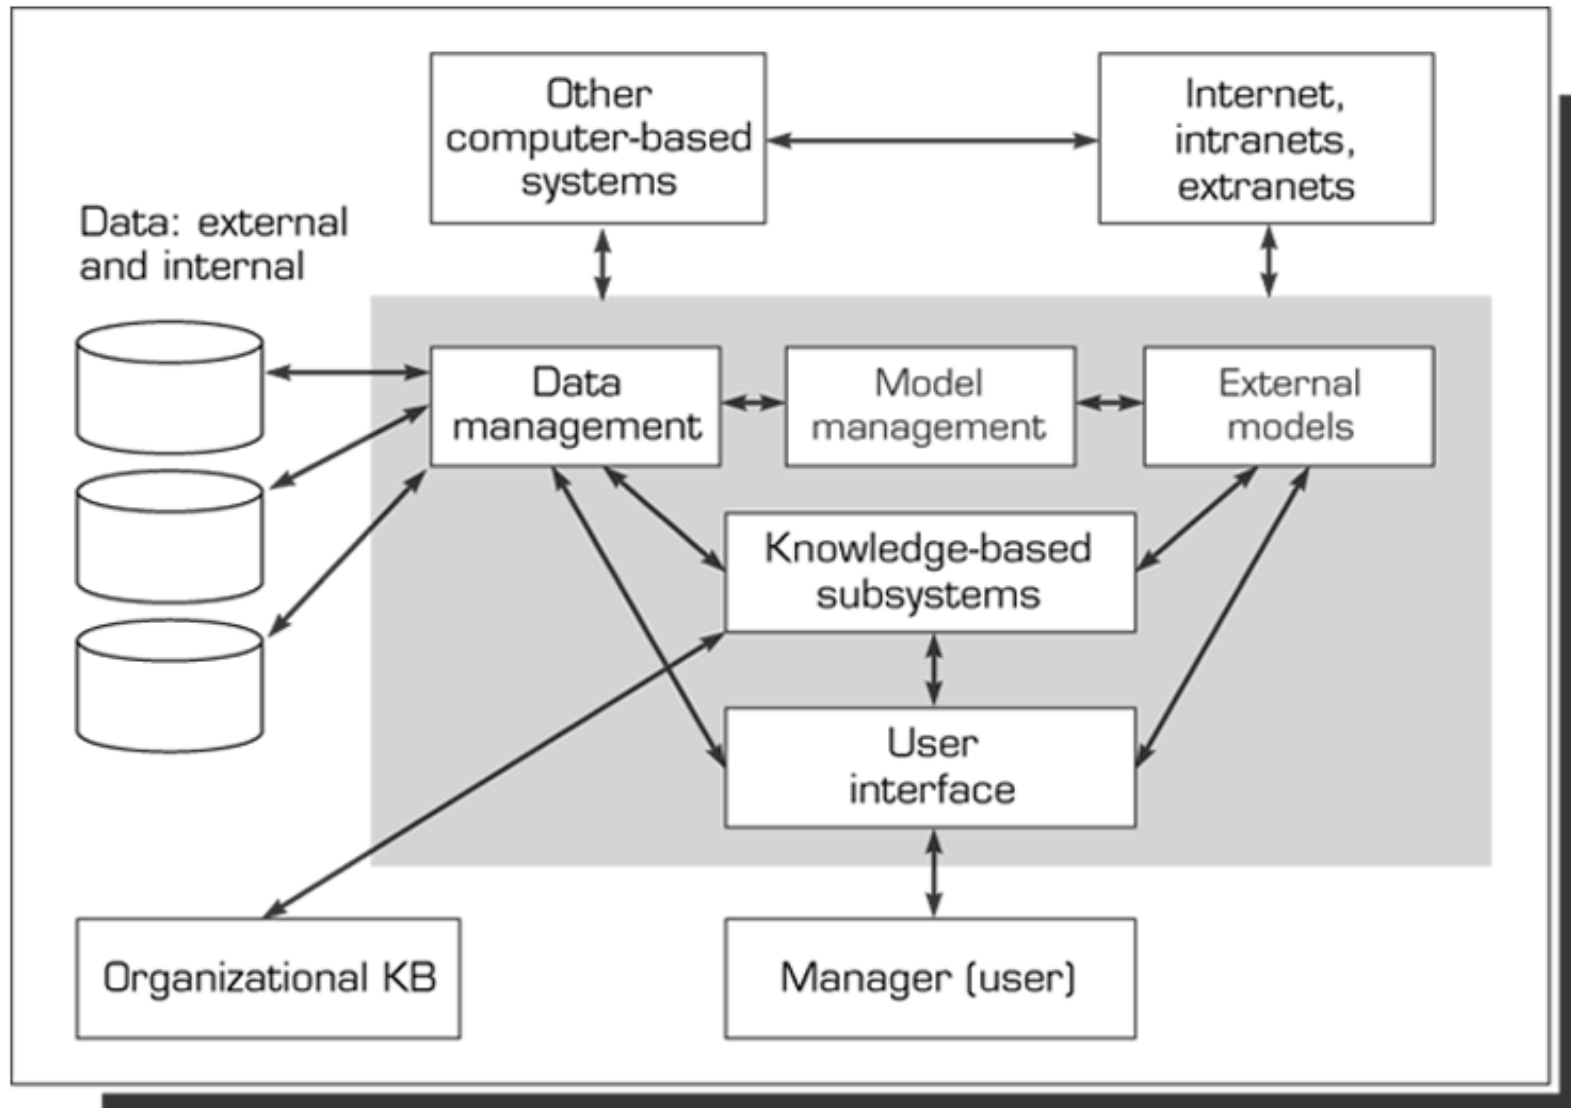 Other
computer-based
systems
Internet,
intranets,
extranets
Data: external
and internal
Data
management
Model
management
External
models
Knowledge-based
subsystems
User
interface
Organizational KB
Manager (user)